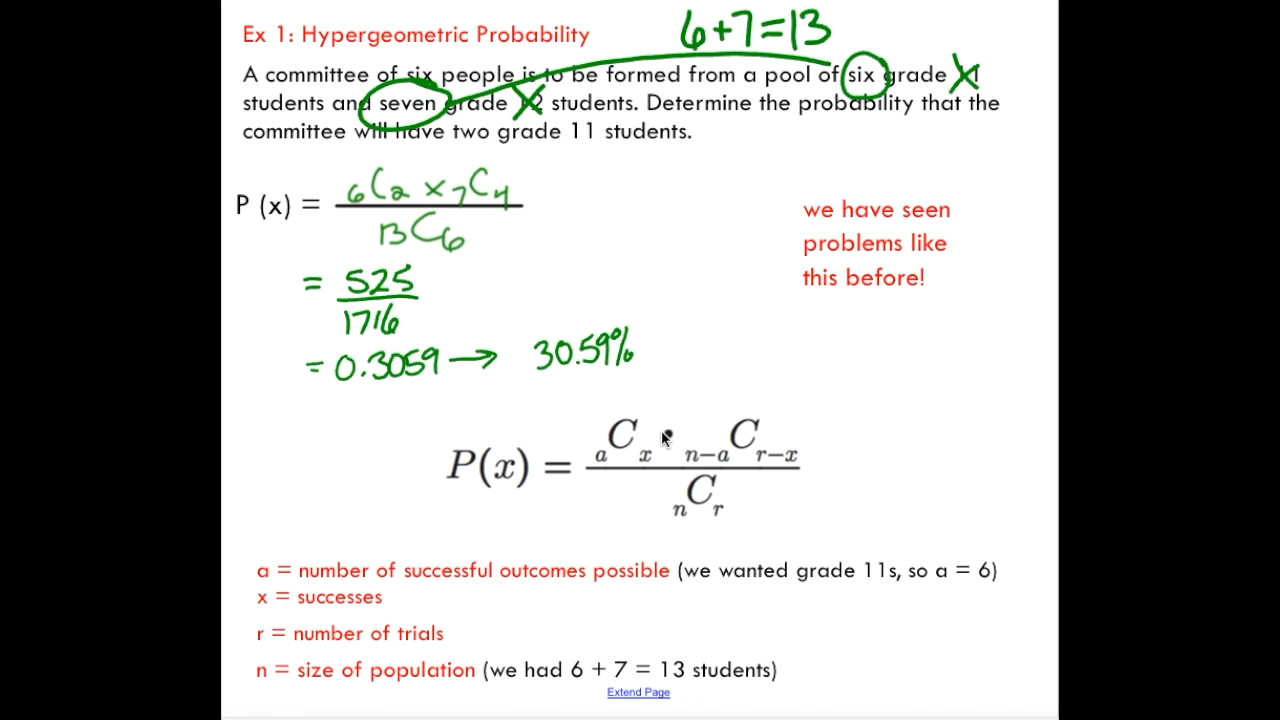 Ex 1: Hypergeometric Probability
6+7=13
A committee of six people is to be formed from a pool of six grade 11
students and seven grade 12 students. Determine the probability that the
committee will have two grade 11 students.
P (x) = 6C2 x 7C4
13C6
= 525
1716
= 0.3059 → 30.59%
we have seen
problems like
this before!
P(x) = aCx • n−aCr−x
nCr
a = number of successful outcomes possible (we wanted grade 11s, so a = 6)
x = successes
r = number of trials
n = size of population (we had 6 + 7 = 13 students)
Extend Page